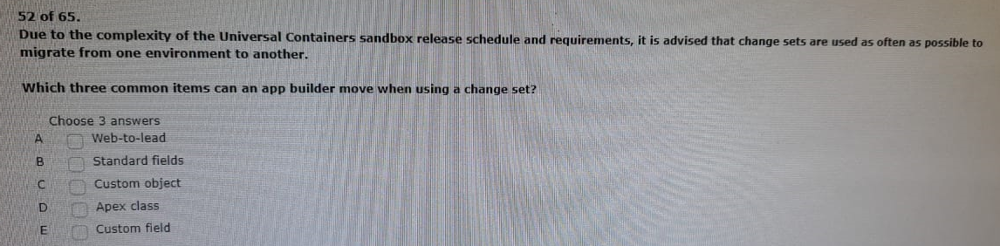 52 of 65.
Due to the complexity of the Universal Containers sandbox release schedule and requirements, it is advised that change sets are used as often as possible to
migrate from one environment to another.
Which three common items can an app builder move when using a change set?
Choose 3 answers
A Web-to-lead
B Standard fields
C Custom object
D Apex class
E Custom field